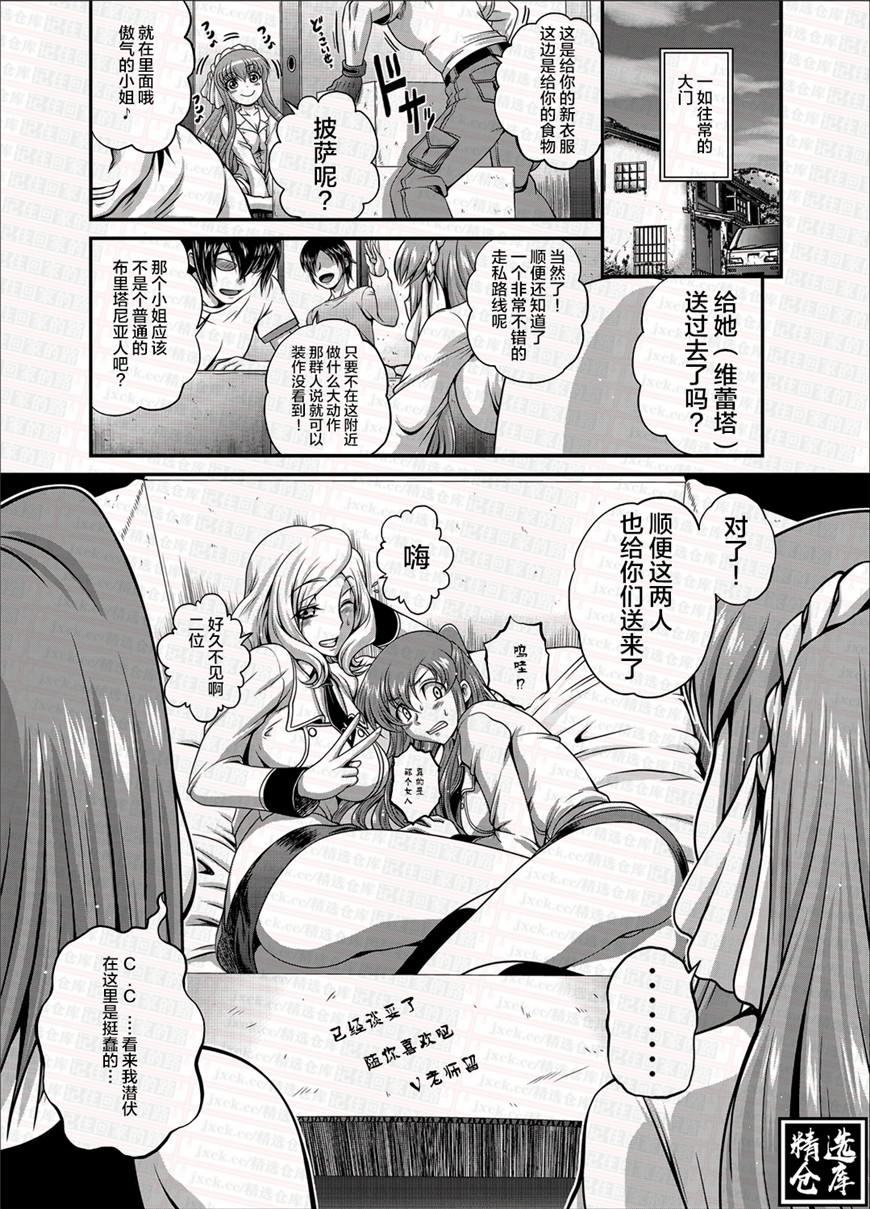 一如往常的
大门
这是给你的新衣服
这边是给你的食物
披萨呢？
就在里面哦
傲气的小姐♪
给她（维蕾塔）
送过去了吗？
当然了！
顺便还知道了
一个非常不错的
走私路线呢
只要不在这附近
做什么大动作
那群人说就可以
装作没看到！
那个小姐应该
不是个普通的
布里塔尼亚人吧？
对了！
顺便这两人
也给你们送来了
呜哇!?
嗨
好久不见啊
二位
真的是
那个女人
………
已经谈妥了
随你喜欢吧
V老师留
C.C…看来我潜伏
在这里是挺蠢的…
精选
仓库